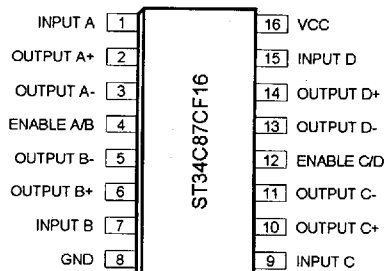 INPUT A 1
OUTPUT A+ 2
OUTPUT A- 3
ENABLE A/B 4
OUTPUT B- 5
OUTPUT B+ 6
INPUT B 7
GND 8
ST34C87CF16
16 VCC
15 INPUT D
14 OUTPUT D+
13 OUTPUT D-
12 ENABLE C/D
11 OUTPUT C-
10 OUTPUT C+
9 INPUT C